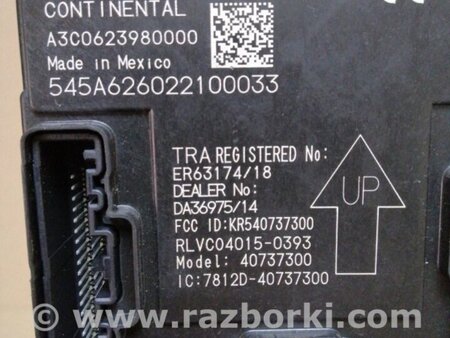 CONTINENTAL
A3C0623980000
Made in Mexico
545A626022100033
TRA REGISTERED No:
ER63174/18
DEALER No:
DA36975/14
FCC ID:KR540737300
RLVC04015-0393
Model: 40737300
IC:7812D-40737300
UP
www.razborki.com